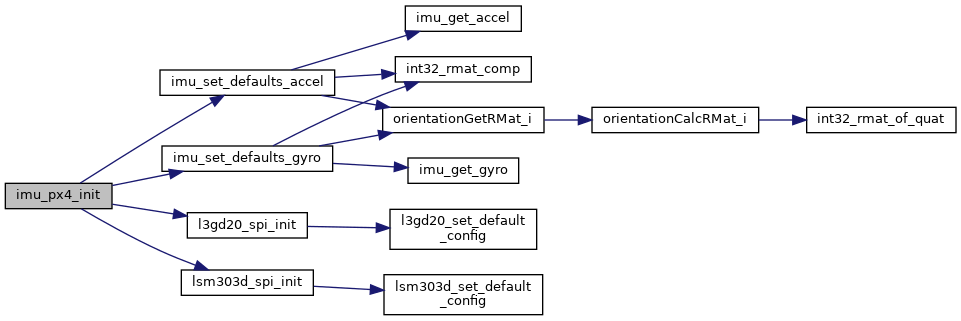 imu_get_accel
imu_set_defaults_accel
int32_rmat_comp
orientationGetRMat_i
orientationCalcRMat_i
int32_rmat_of_quat
imu_set_defaults_gyro
imu_get_gyro
imu_px4_init
l3gd20_spi_init
l3gd20_set_default
_config
lsm303d_spi_init
lsm303d_set_default
_config